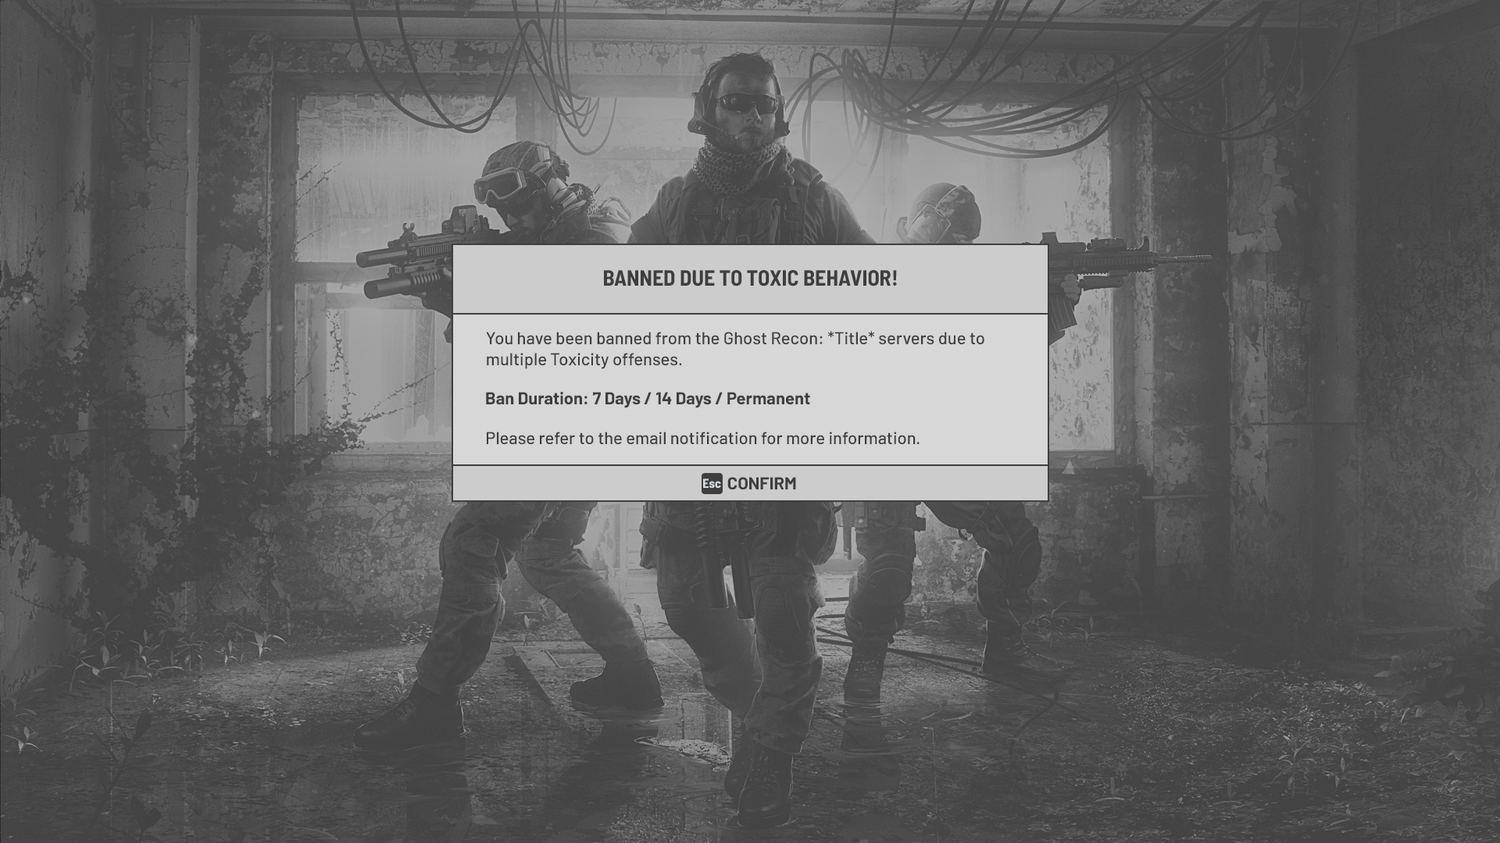 BANNED DUE TO TOXIC BEHAVIOR!
You have been banned from the Ghost Recon: *Title* servers due to
multiple Toxicity offenses.
Ban Duration: 7 Days / 14 Days / Permanent
Please refer to the email notification for more information.
Esc CONFIRM